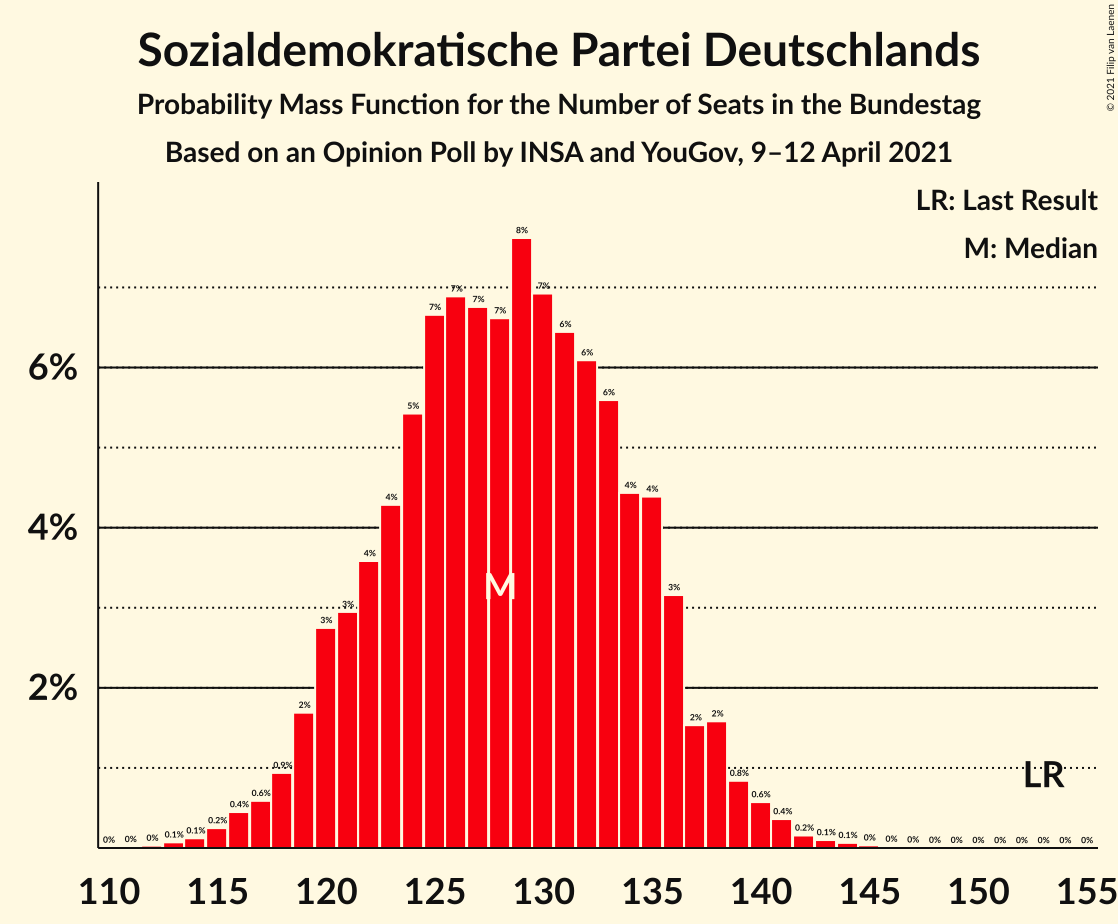 Sozialdemokratische Partei Deutschlands
Probability Mass Function for the Number of Seats in the Bundestag
Based on an Opinion Poll by INSA and YouGov, 9–12 April 2021
© 2021 Filip van Laenen
LR: Last Result
M: Median
6%
4%
2%
0% 0% 0% 0.1% 0.1% 0.2% 0.4% 0.6% 0.9% 2% 3% 3% 4% 4% 5% 7% 7% 7% 7% 8% 7% 6% 6% 6% 4% 4% 3% 2% 2% 0.8% 0.6% 0.4% 0.2% 0.1% 0.1% 0% 0% 0% 0% 0% 0% 0% 0% 0% 0% 0%
M
LR
110 115 120 125 130 135 140 145 150 155